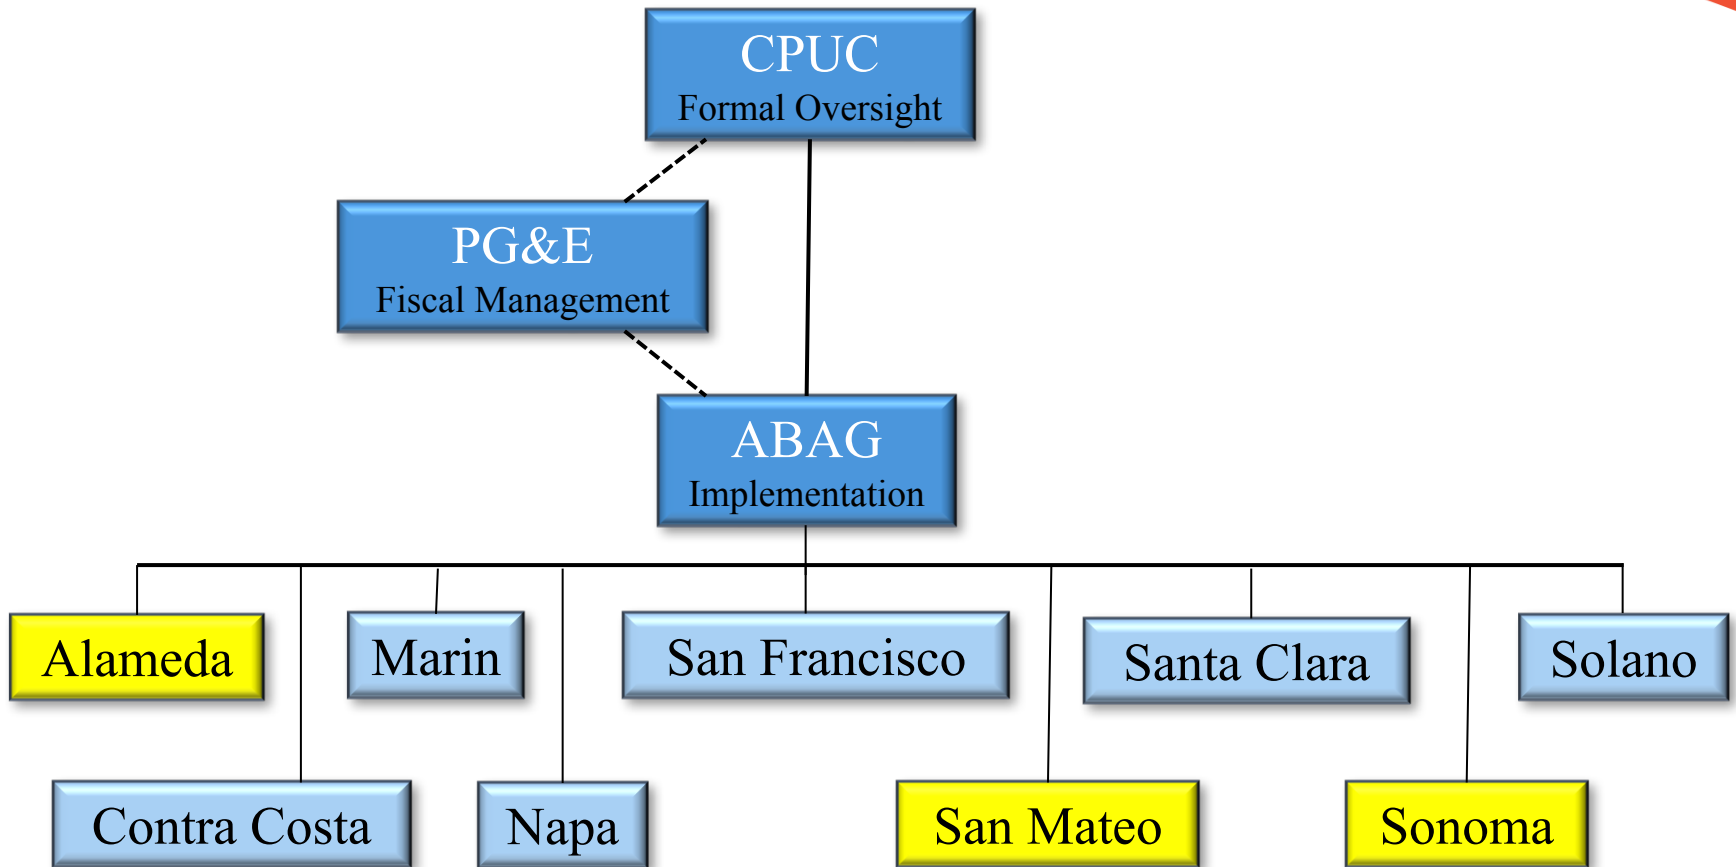 CPUC
Formal Oversight
PG&E
Fiscal Management
ABAG
Implementation
Alameda
Marin
San Francisco
Santa Clara
Solano
Contra Costa
Napa
San Mateo
Sonoma